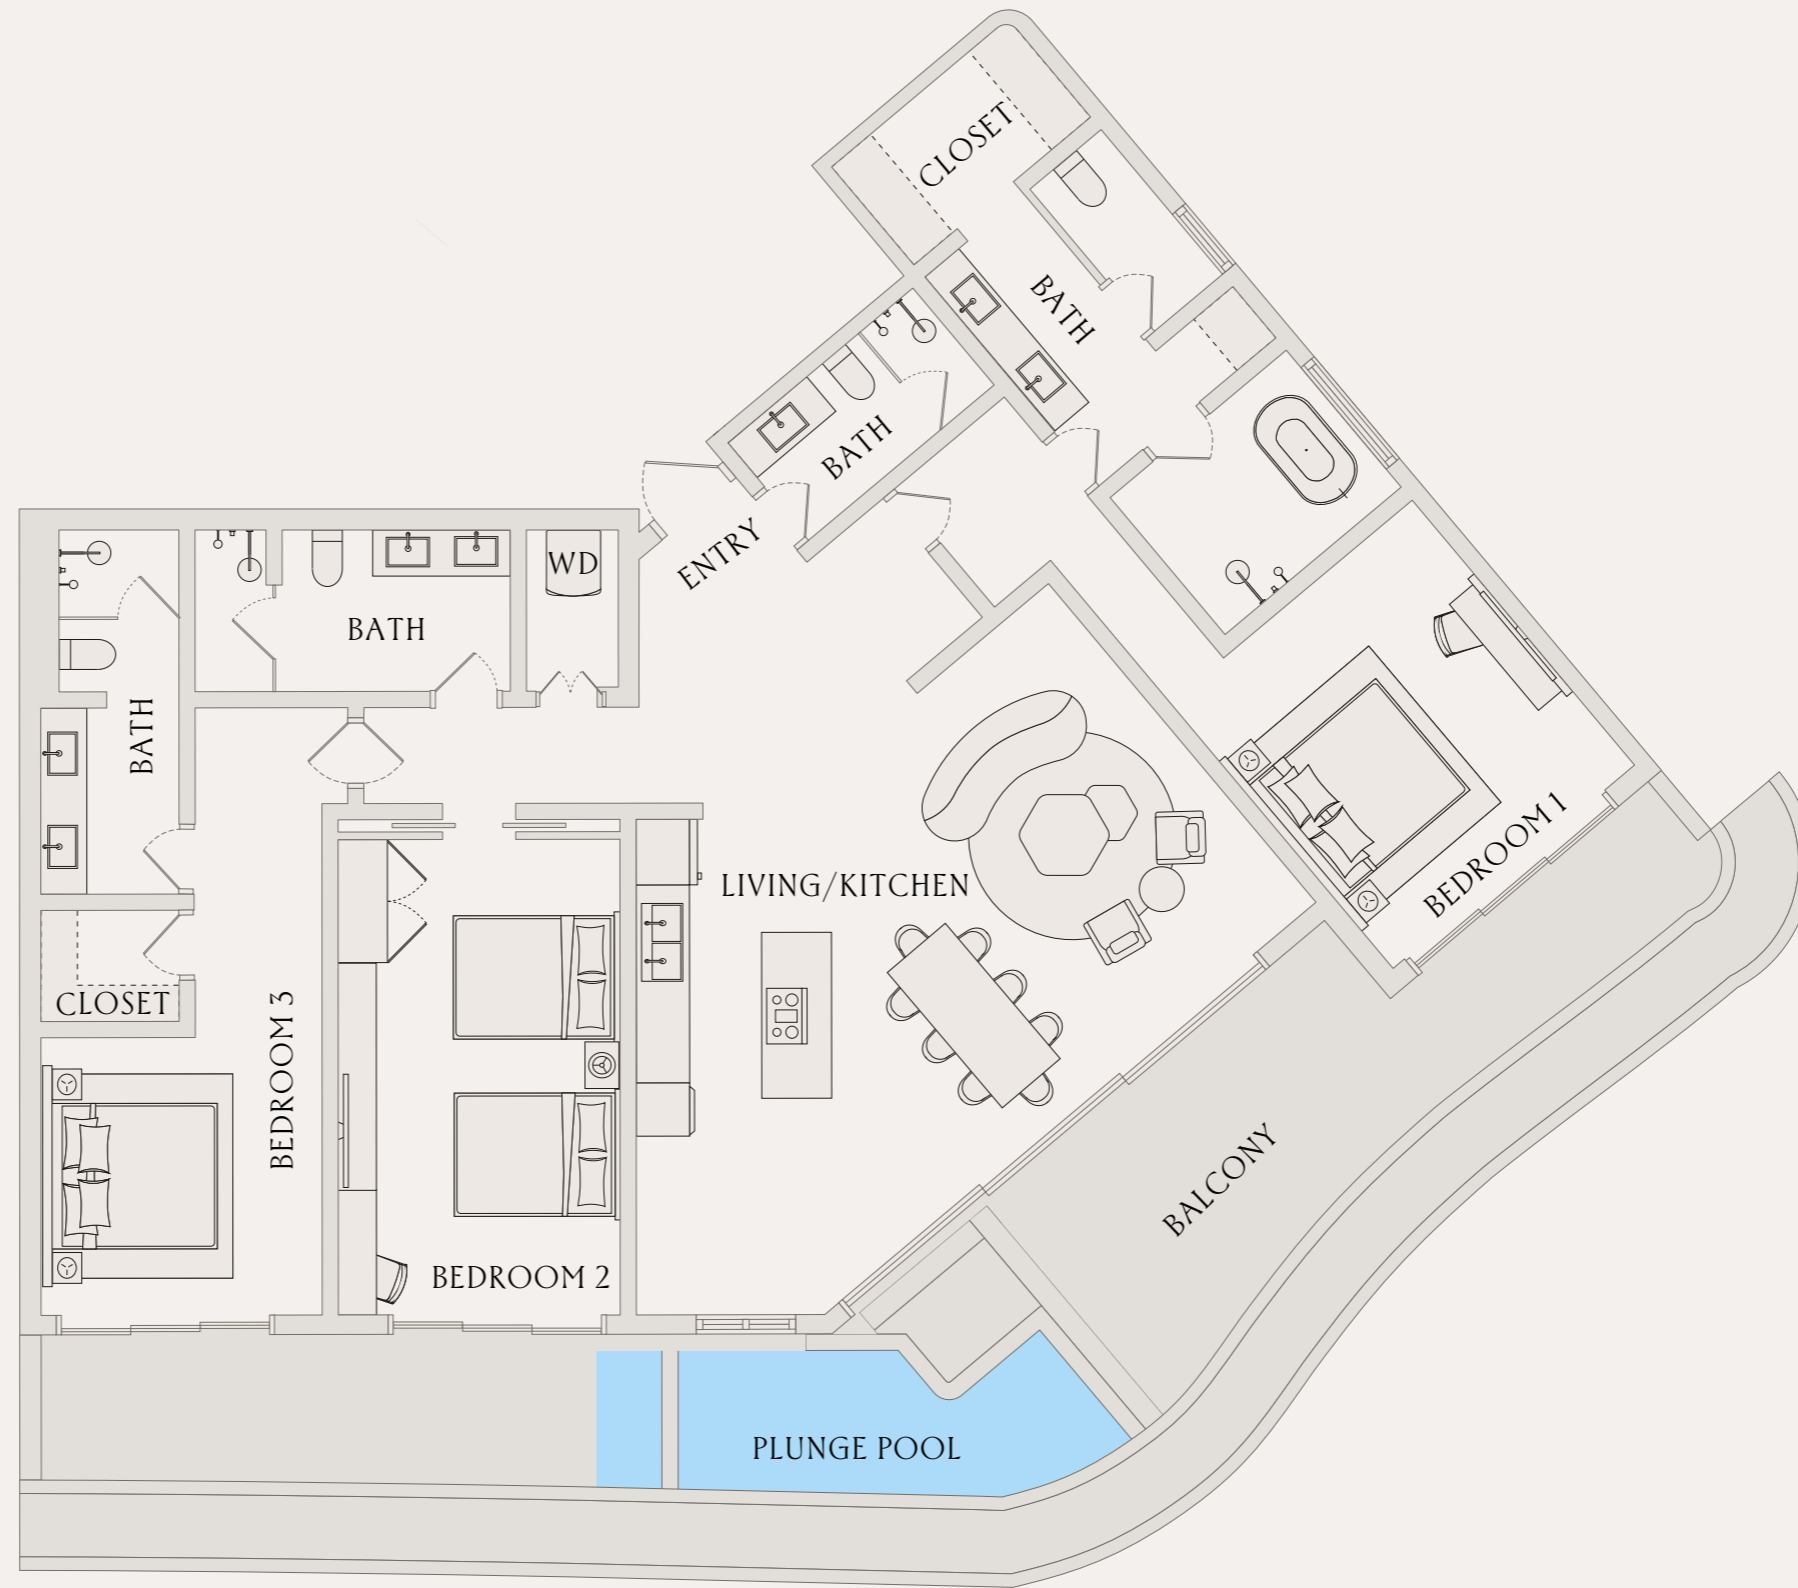 CLOSET
BATH
BATH
ENTRY
WD
BATH
BATH
LIVING/KITCHEN
BEDROOM 1
CLOSET
BEDROOM 3
BEDROOM 2
BALCONY
PLUNGE POOL